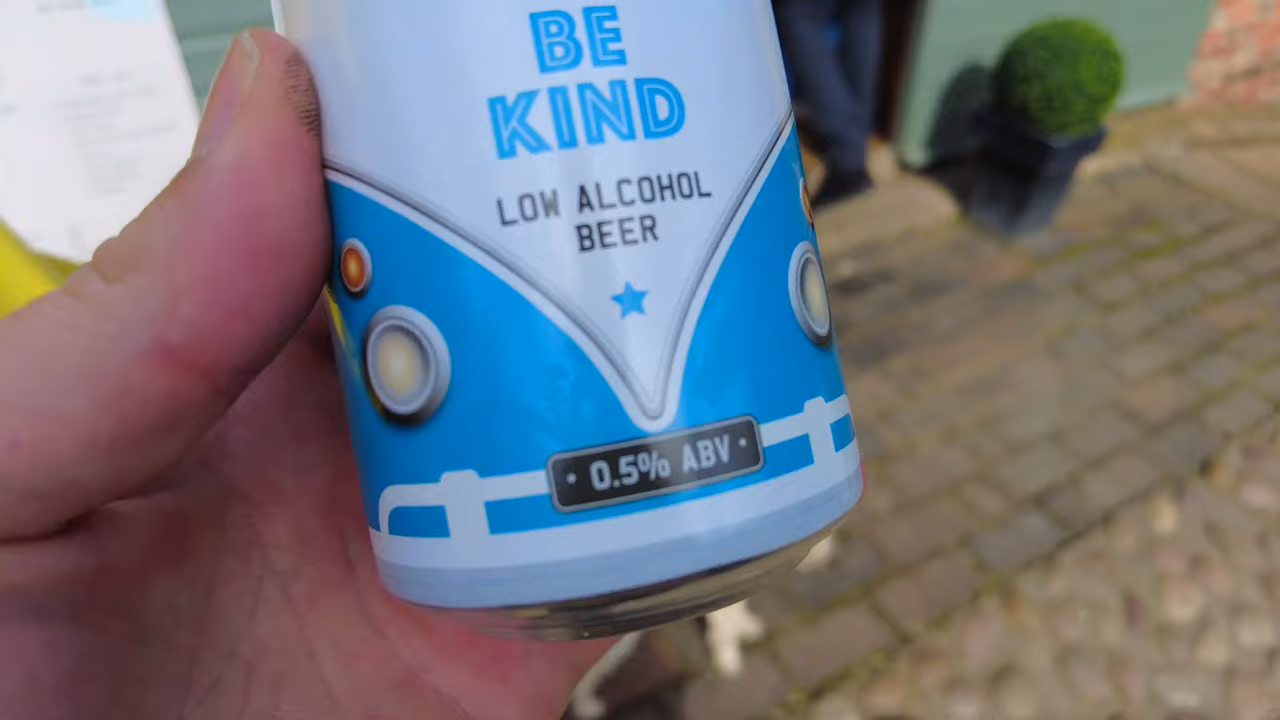 BE
KIND
LOW ALCOHOL
BEER
• 0.5% ABV •